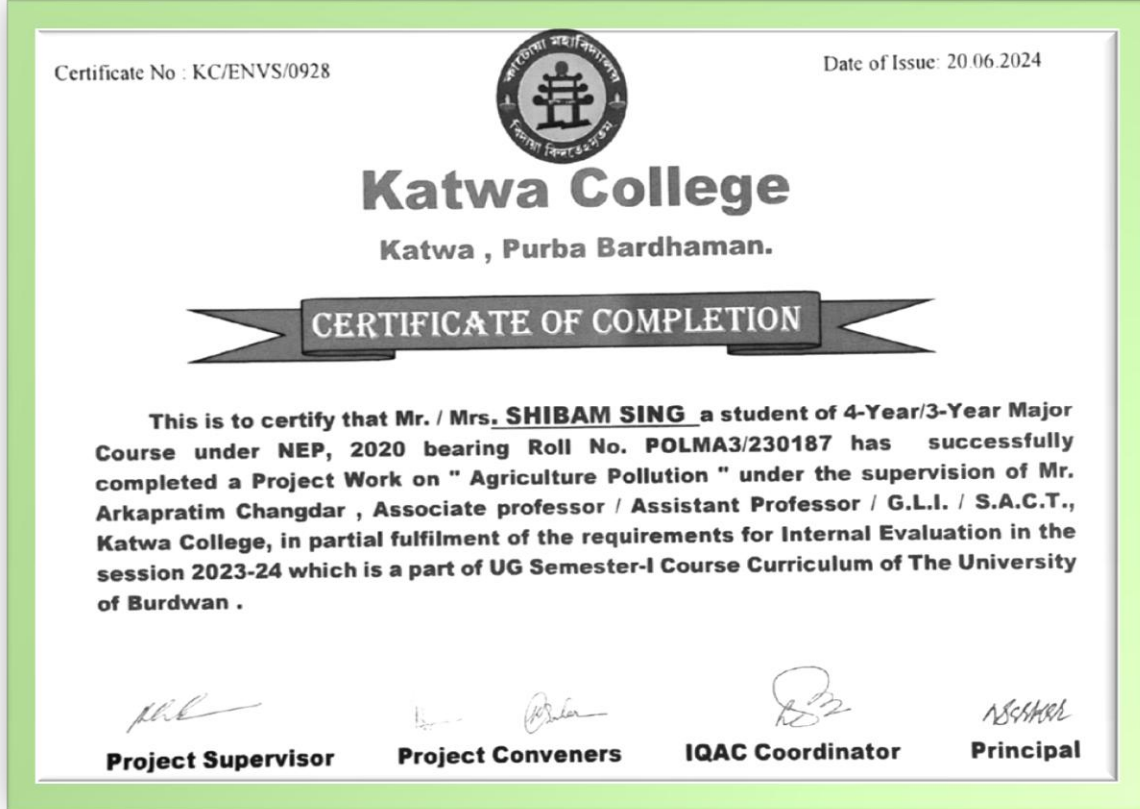 Certificate No : KC/ENVS/0928
Date of Issue: 20.06.2024
কাটোয়া মহাবিদ্যালয়
Katwa College
Katwa , Purba Bardhaman.
CERTIFICATE OF COMPLETION
This is to certify that Mr. / Mrs. SHIBAM SING a student of 4-Year/3-Year Major
Course under NEP, 2020 bearing Roll No. POLMA3/230187 has successfully
completed a Project Work on " Agriculture Pollution " under the supervision of Mr.
Arkapratim Changdar , Associate professor / Assistant Professor / G.L.I. / S.A.C.T.,
Katwa College, in partial fulfilment of the requirements for Internal Evaluation in the
session 2023-24 which is a part of UG Semester-I Course Curriculum of The University
of Burdwan .
Project Supervisor
Project Conveners
IQAC Coordinator
Principal